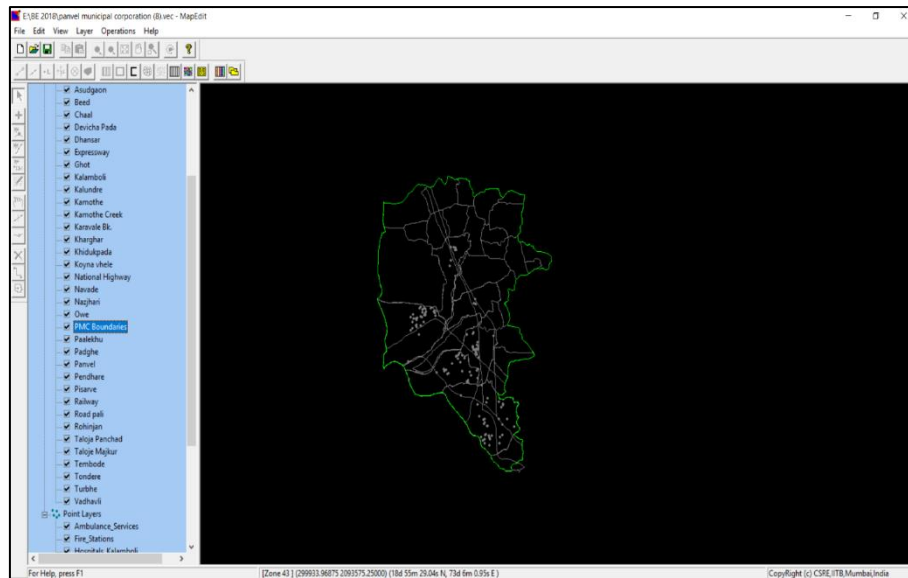 E:\BE 2018\panvel municipal corporation (8).vec - MapEdit
File Edit View Layer Operations Help
Asudgaon
Beed
Chaal
Devicha Pada
Dhansar
Expressway
Ghot
Kalamboli
Kalundre
Kamothe
Kamothe Creek
Karavale Bk.
Kharghar
Khidukpada
Koyna vhele
National Highway
Navade
Nazjhari
Owe
PMC Boundaries
Paalekhu
Padghe
Panvel
Pendhare
Pisarve
Railway
Road pali
Rohinjan
Taloja Panchad
Taloje Majkur
Tembode
Tondere
Turbhe
Vadhavli
Point Layers
Ambulance_Services
Fire_Stations
Hospitals_Kalamboli
For Help, press F1 [Zone 43 ] (299933.96875 2093575.25000) (18d 55m 29.04s N, 73d 6m 0.95s E ) CopyRight (c) CSRE,IITB,Mumbai,India